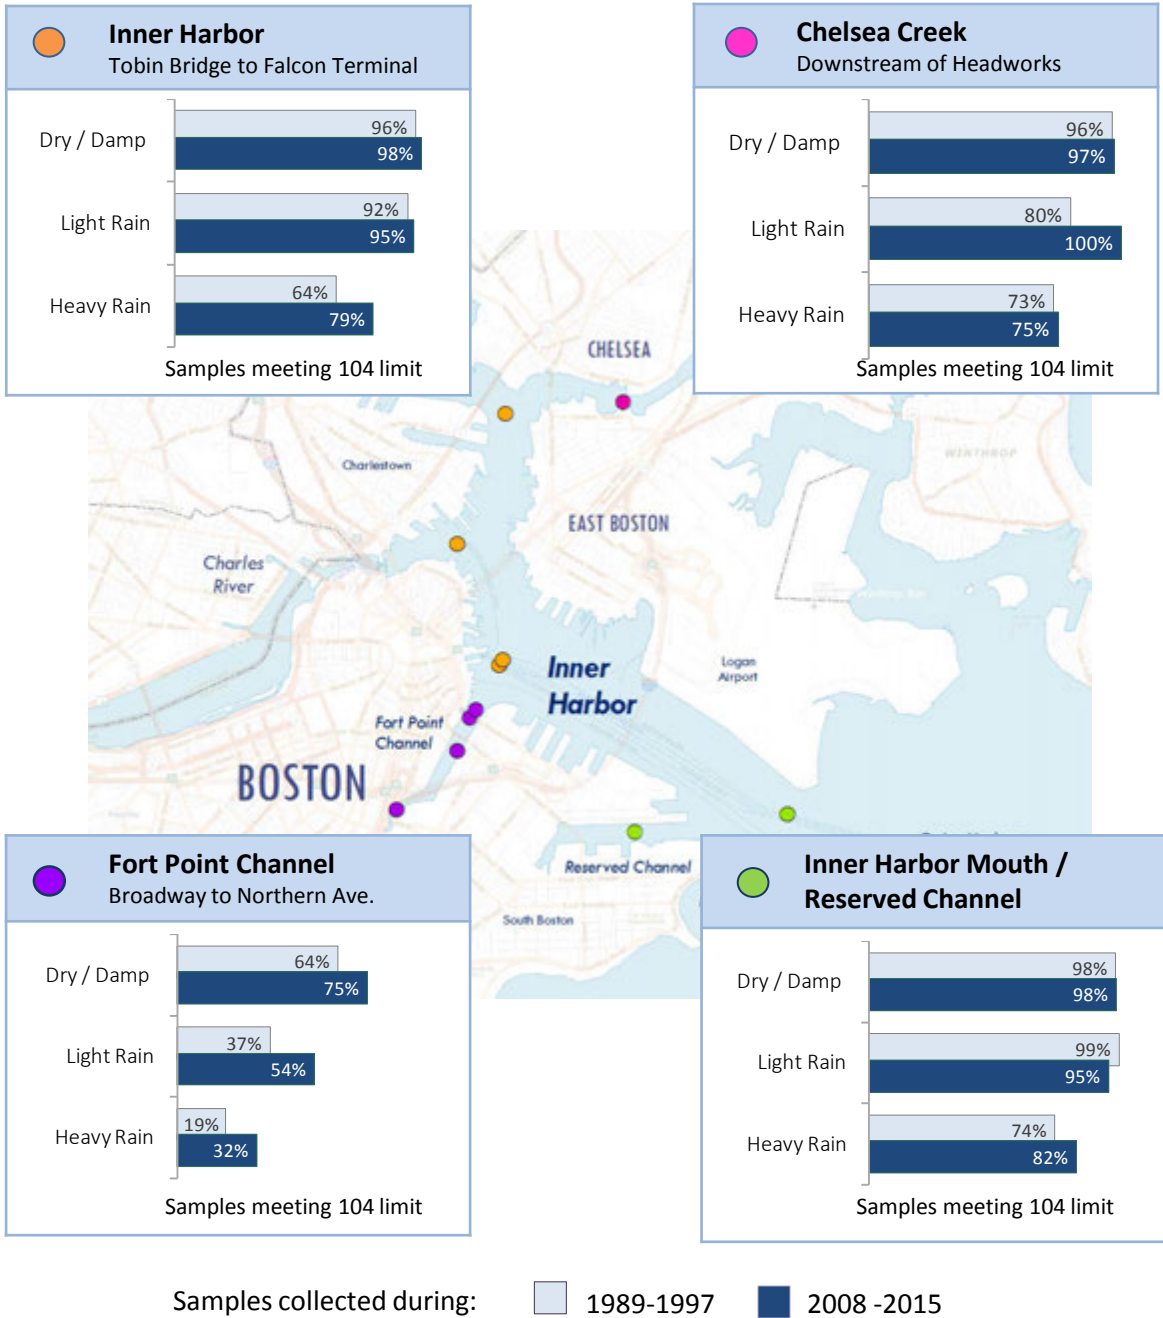 Inner Harbor
Tobin Bridge to Falcon Terminal
Dry / Damp
96%
98%
Light Rain
92%
95%
Heavy Rain
64%
79%
Samples meeting 104 limit
Chelsea Creek
Downstream of Headworks
Dry / Damp
96%
97%
Light Rain
80%
100%
Heavy Rain
73%
75%
Samples meeting 104 limit
CHELSEA
Charlestown
WINTHROP
EAST BOSTON
Charles
River
Inner
Harbor
Logan
Airport
Fort Point
Channel
BOSTON
Reserved Channel
South Boston
Fort Point Channel
Broadway to Northern Ave.
Dry / Damp
64%
75%
Light Rain
37%
54%
Heavy Rain
19%
32%
Samples meeting 104 limit
Inner Harbor Mouth /
Reserved Channel
Dry / Damp
98%
98%
Light Rain
99%
95%
Heavy Rain
74%
82%
Samples meeting 104 limit
Samples collected during:
1989-1997
2008 -2015